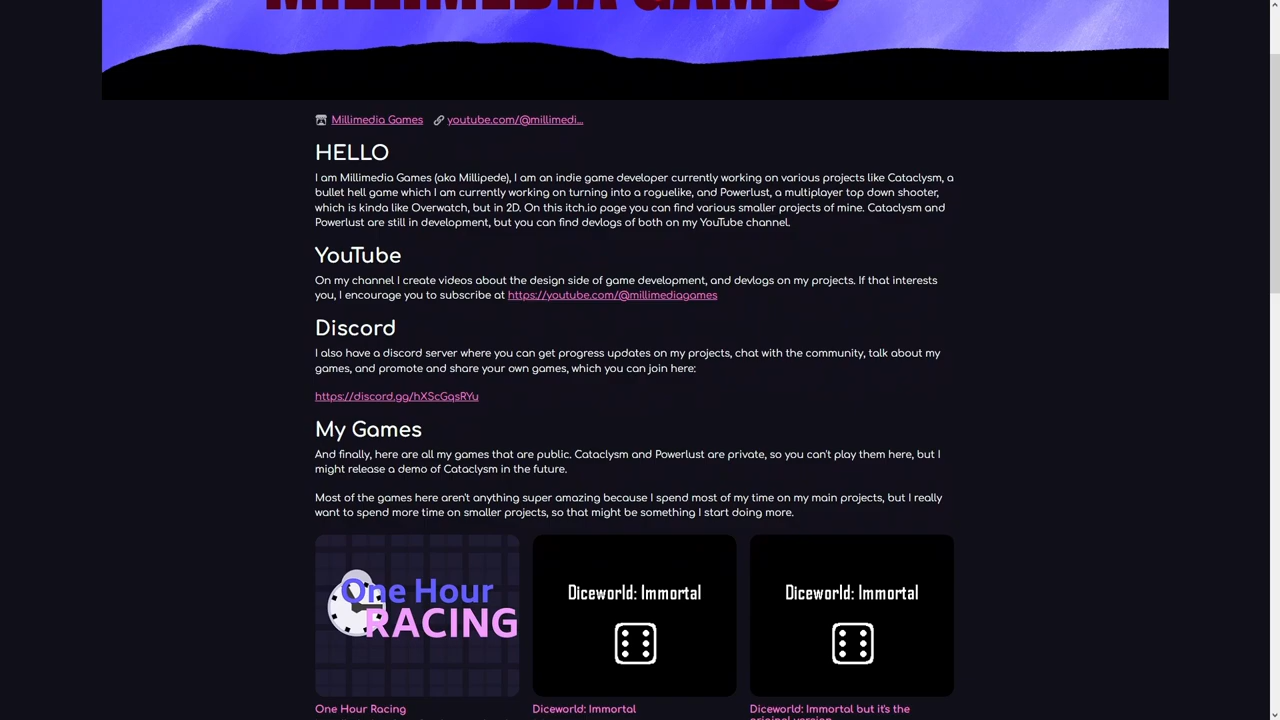 MILLIMEDIA GAMES
Millimedia Games youtube.com/@millimedi...
HELLO
I am Millimedia Games (aka Millipede), I am an indie game developer currently working on various projects like Cataclysm, a
bullet hell game which I am currently working on turning into a roguelike, and Powerlust, a multiplayer top down shooter,
which is kinda like Overwatch, but in 2D. On this itch.io page you can find various smaller projects of mine. Cataclysm and
Powerlust are still in development, but you can find devlogs of both on my YouTube channel.
YouTube
On my channel I create videos about the design side of game development, and devlogs on my projects. If that interests
you, I encourage you to subscribe at https://youtube.com/@millimediagames
Discord
I also have a discord server where you can get progress updates on my projects, chat with the community, talk about my
games, and promote and share your own games, which you can join here:
https://discord.gg/hXScGqsRYu
My Games
And finally, here are all my games that are public. Cataclysm and Powerlust are private, so you can't play them here, but I
might release a demo of Cataclysm in the future.
Most of the games here aren't anything super amazing because I spend most of my time on my main projects, but I really
want to spend more time on smaller projects, so that might be something I start doing more.
One Hour
RACING
Diceworld: Immortal
Diceworld: Immortal
One Hour Racing
Diceworld: Immortal
Diceworld: Immortal but it's the
original version